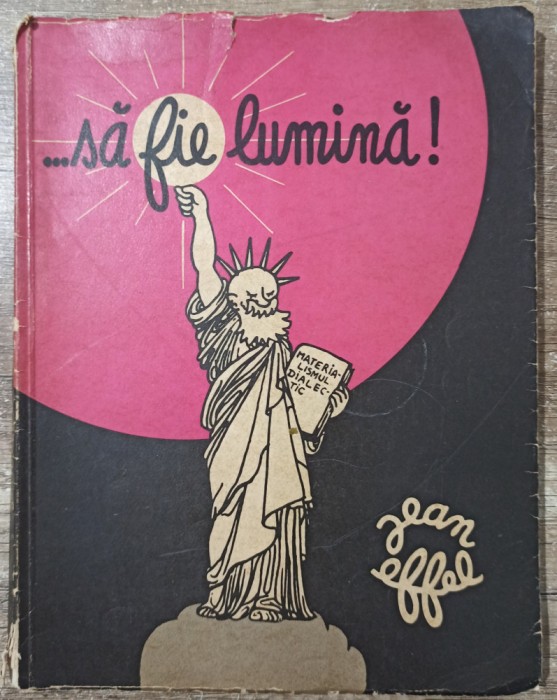 ...să fie lumină!
MATERIA-
LISMUL
DIALEC-
TIC
jean
effel